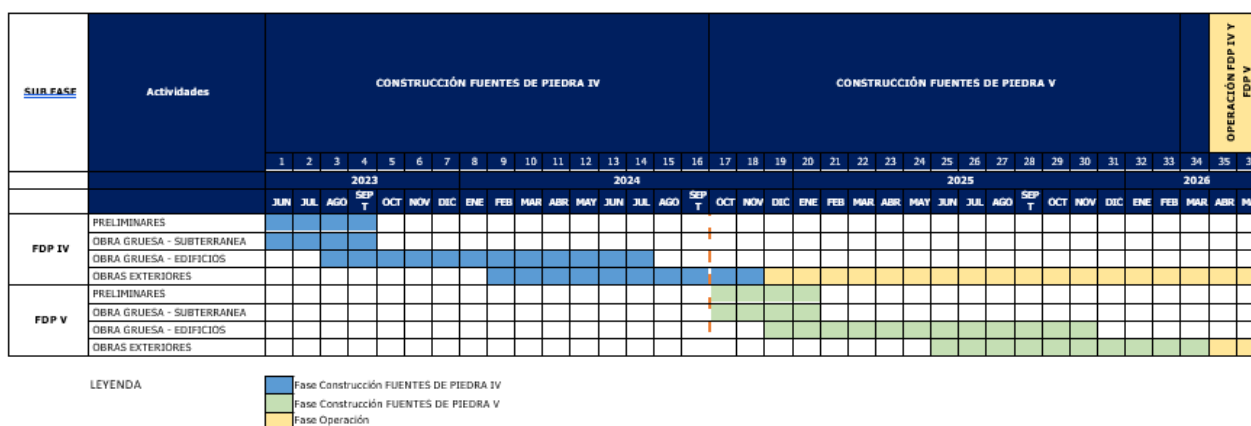 SUB FASE
Actividades
CONSTRUCCIÓN FUENTES DE PIEDRA IV
CONSTRUCCIÓN FUENTES DE PIEDRA V
OPERACIÓN FDP IV Y
FDP V
1 2 3 4 5 6 7 8 9 10 11 12 13 14 15 16 17 18 19 20 21 22 23 24 25 26 27 28 29 30 31 32 33 34 35
2023 2024 2025 2026
JUN JUL AGO SEPT OCT NOV DIC ENE FEB MAR ABR MAY JUN JUL AGO SEPT OCT NOV DIC ENE FEB MAR ABR MAY JUN JUL AGO SEPT OCT NOV DIC ENE FEB MAR ABR
FDP IV
PRELIMINARES
OBRA GRUESA - SUBTERRANEA
OBRA GRUESA - EDIFICIOS
OBRAS EXTERIORES
FDP V
PRELIMINARES
OBRA GRUESA - SUBTERRANEA
OBRA GRUESA - EDIFICIOS
OBRAS EXTERIORES
LEYENDA
Fase Construcción FUENTES DE PIEDRA IV
Fase Construcción FUENTES DE PIEDRA V
Fase Operación